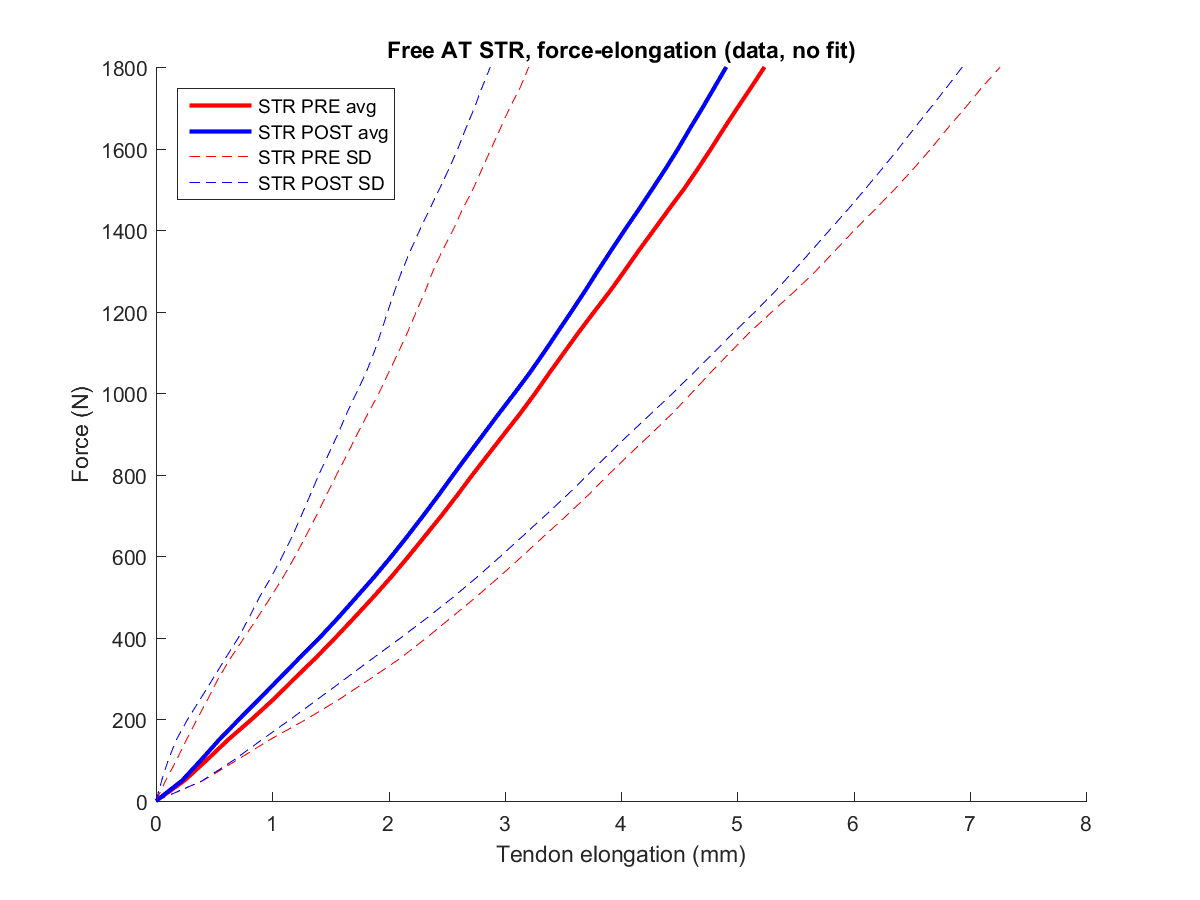 Free AT STR, force-elongation (data, no fit)
1800
1600
1400
1200
1000
800
600
400
200
0
Force (N)
STR PRE avg
STR POST avg
STR PRE SD
STR POST SD
0 1 2 3 4 5 6 7 8
Tendon elongation (mm)